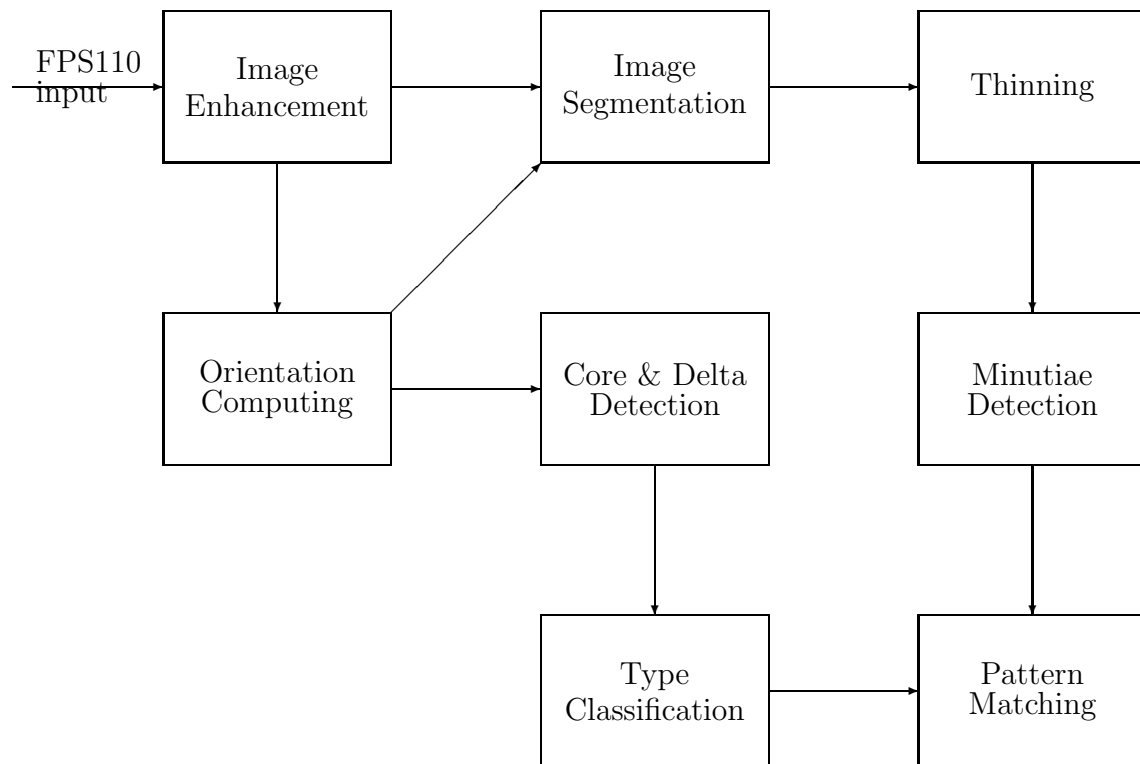 FPS110
input
Image
Enhancement
Image
Segmentation
Thinning
Orientation
Computing
Core & Delta
Detection
Minutiae
Detection
Type
Classification
Pattern
Matching